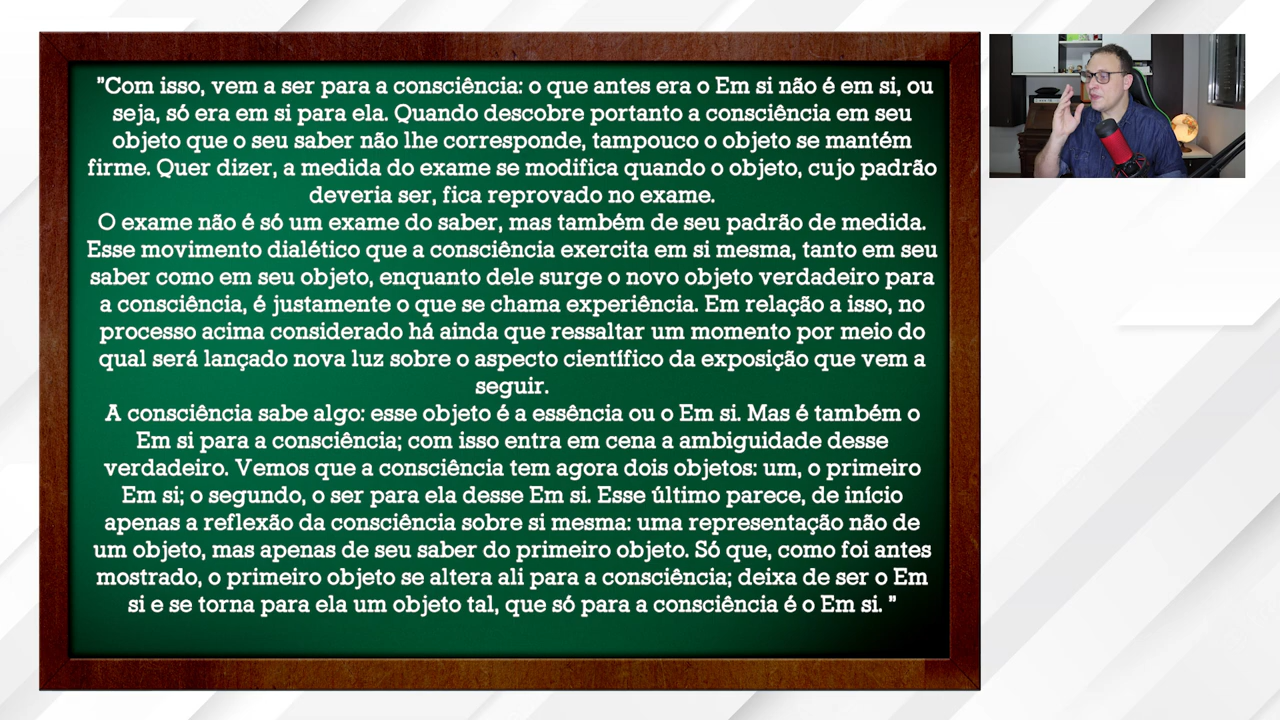 "Com isso, vem a ser para a consciência: o que antes era o Em si não é em si, ou
seja, só era em si para ela. Quando descobre portanto a consciência em seu
objeto que o seu saber não lhe corresponde, tampouco o objeto se mantém
firme. Quer dizer, a medida do exame se modifica quando o objeto, cujo padrão
deveria ser, fica reprovado no exame.
O exame não é só um exame do saber, mas também de seu padrão de medida.
Esse movimento dialético que a consciência exercita em si mesma, tanto em seu
saber como em seu objeto, enquanto dele surge o novo objeto verdadeiro para
a consciência, é justamente o que se chama experiência. Em relação a isso, no
processo acima considerado há ainda que ressaltar um momento por meio do
qual será lançado nova luz sobre o aspecto científico da exposição que vem a
seguir.
A consciência sabe algo: esse objeto é a essência ou o Em si. Mas é também o
Em si para a consciência; com isso entra em cena a ambiguidade desse
verdadeiro. Vemos que a consciência tem agora dois objetos: um, o primeiro
Em si; o segundo, o ser para ela desse Em si. Esse último parece, de início
apenas a reflexão da consciência sobre si mesma: uma representação não de
um objeto, mas apenas de seu saber do primeiro objeto. Só que, como foi antes
mostrado, o primeiro objeto se altera ali para a consciência; deixa de ser o Em
si e se torna para ela um objeto tal, que só para a consciência é o Em si. "